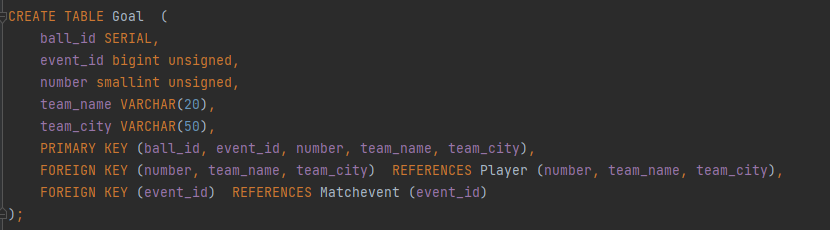 CREATE TABLE Goal  (
    ball_id SERIAL,
    event_id bigint unsigned,
    number smallint unsigned,
    team_name VARCHAR(20),
    team_city VARCHAR(50),
    PRIMARY KEY (ball_id, event_id, number, team_name, team_city),
    FOREIGN KEY (number, team_name, team_city)  REFERENCES Player (number, team_name, team_city),
    FOREIGN KEY (event_id)  REFERENCES Matchevent (event_id)
);